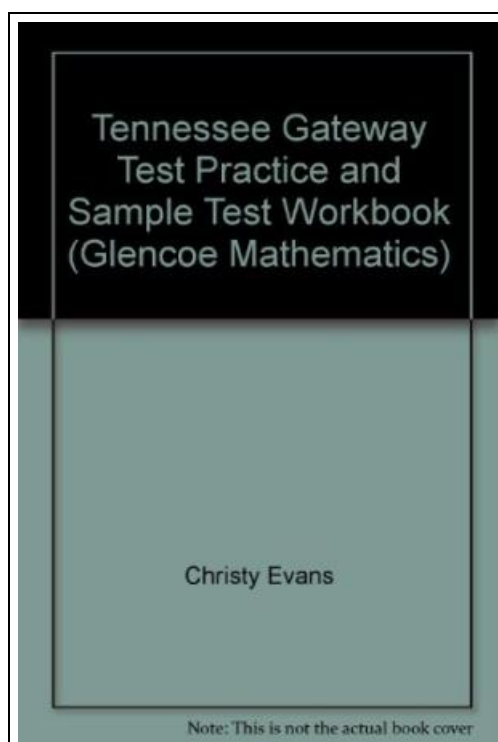 Tennessee Gateway
Test Practice and
Sample Test Workbook
(Glencoe Mathematics)
Christy Evans
Note: This is not the actual book cover